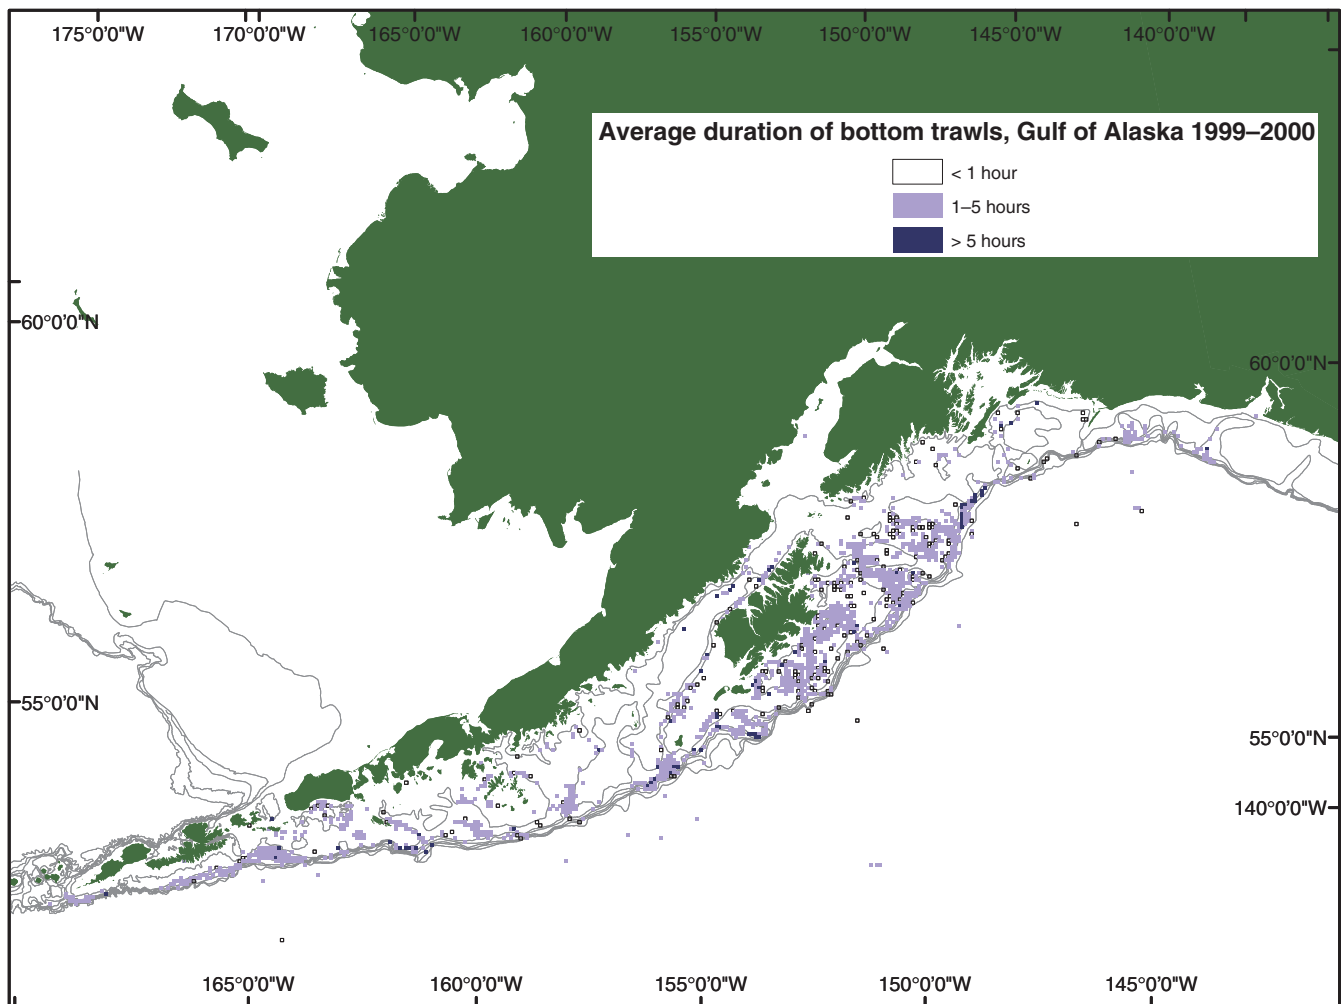 175°0'0"W 170°0'0"W 165°0'0"W 160°0'0"W 155°0'0"W 150°0'0"W 145°0'0"W 140°0'0"W
Average duration of bottom trawls, Gulf of Alaska 1999–2000
< 1 hour
1–5 hours
> 5 hours
60°0'0"N
60°0'0"N
55°0'0"N
55°0'0"N
140°0'0"W
165°0'0"W 160°0'0"W 155°0'0"W 150°0'0"W 145°0'0"W